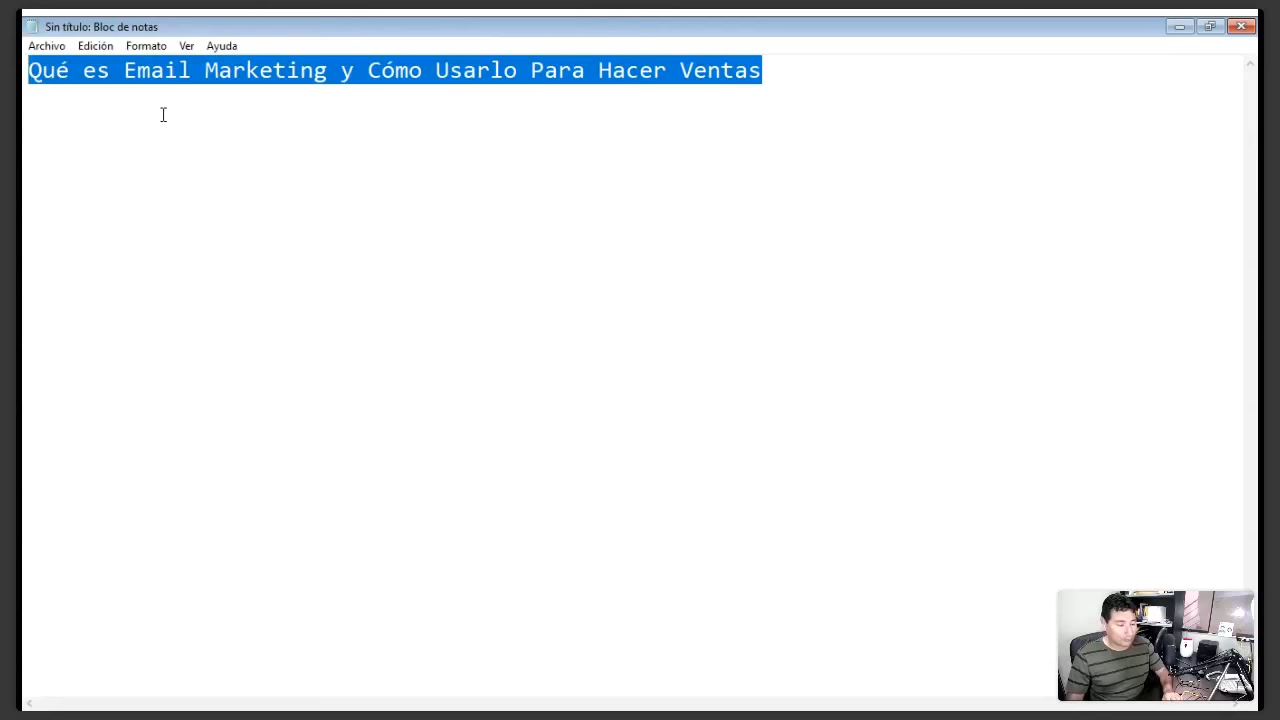 Sin título: Bloc de notas
Archivo Edición Formato Ver Ayuda
Qué es Email Marketing y Cómo Usarlo Para Hacer Ventas